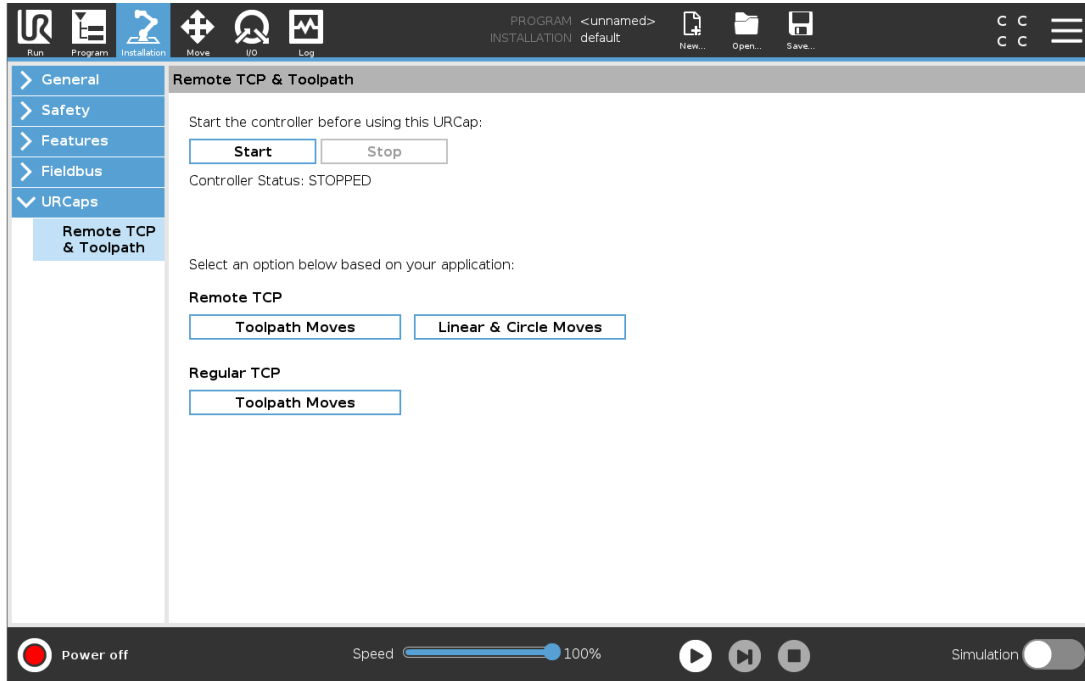 PROGRAM <unnamed>
INSTALLATION default
C C
C C
Run
Program
Installation
Move
I/O
Log
New...
Open...
Save...
General
Safety
Features
Fieldbus
URCaps
Remote TCP
& Toolpath
Remote TCP & Toolpath
Start the controller before using this URCap:
Start
Stop
Controller Status: STOPPED
Select an option below based on your application:
Remote TCP
Toolpath Moves
Linear & Circle Moves
Regular TCP
Toolpath Moves
Power off
Speed
100%
Simulation